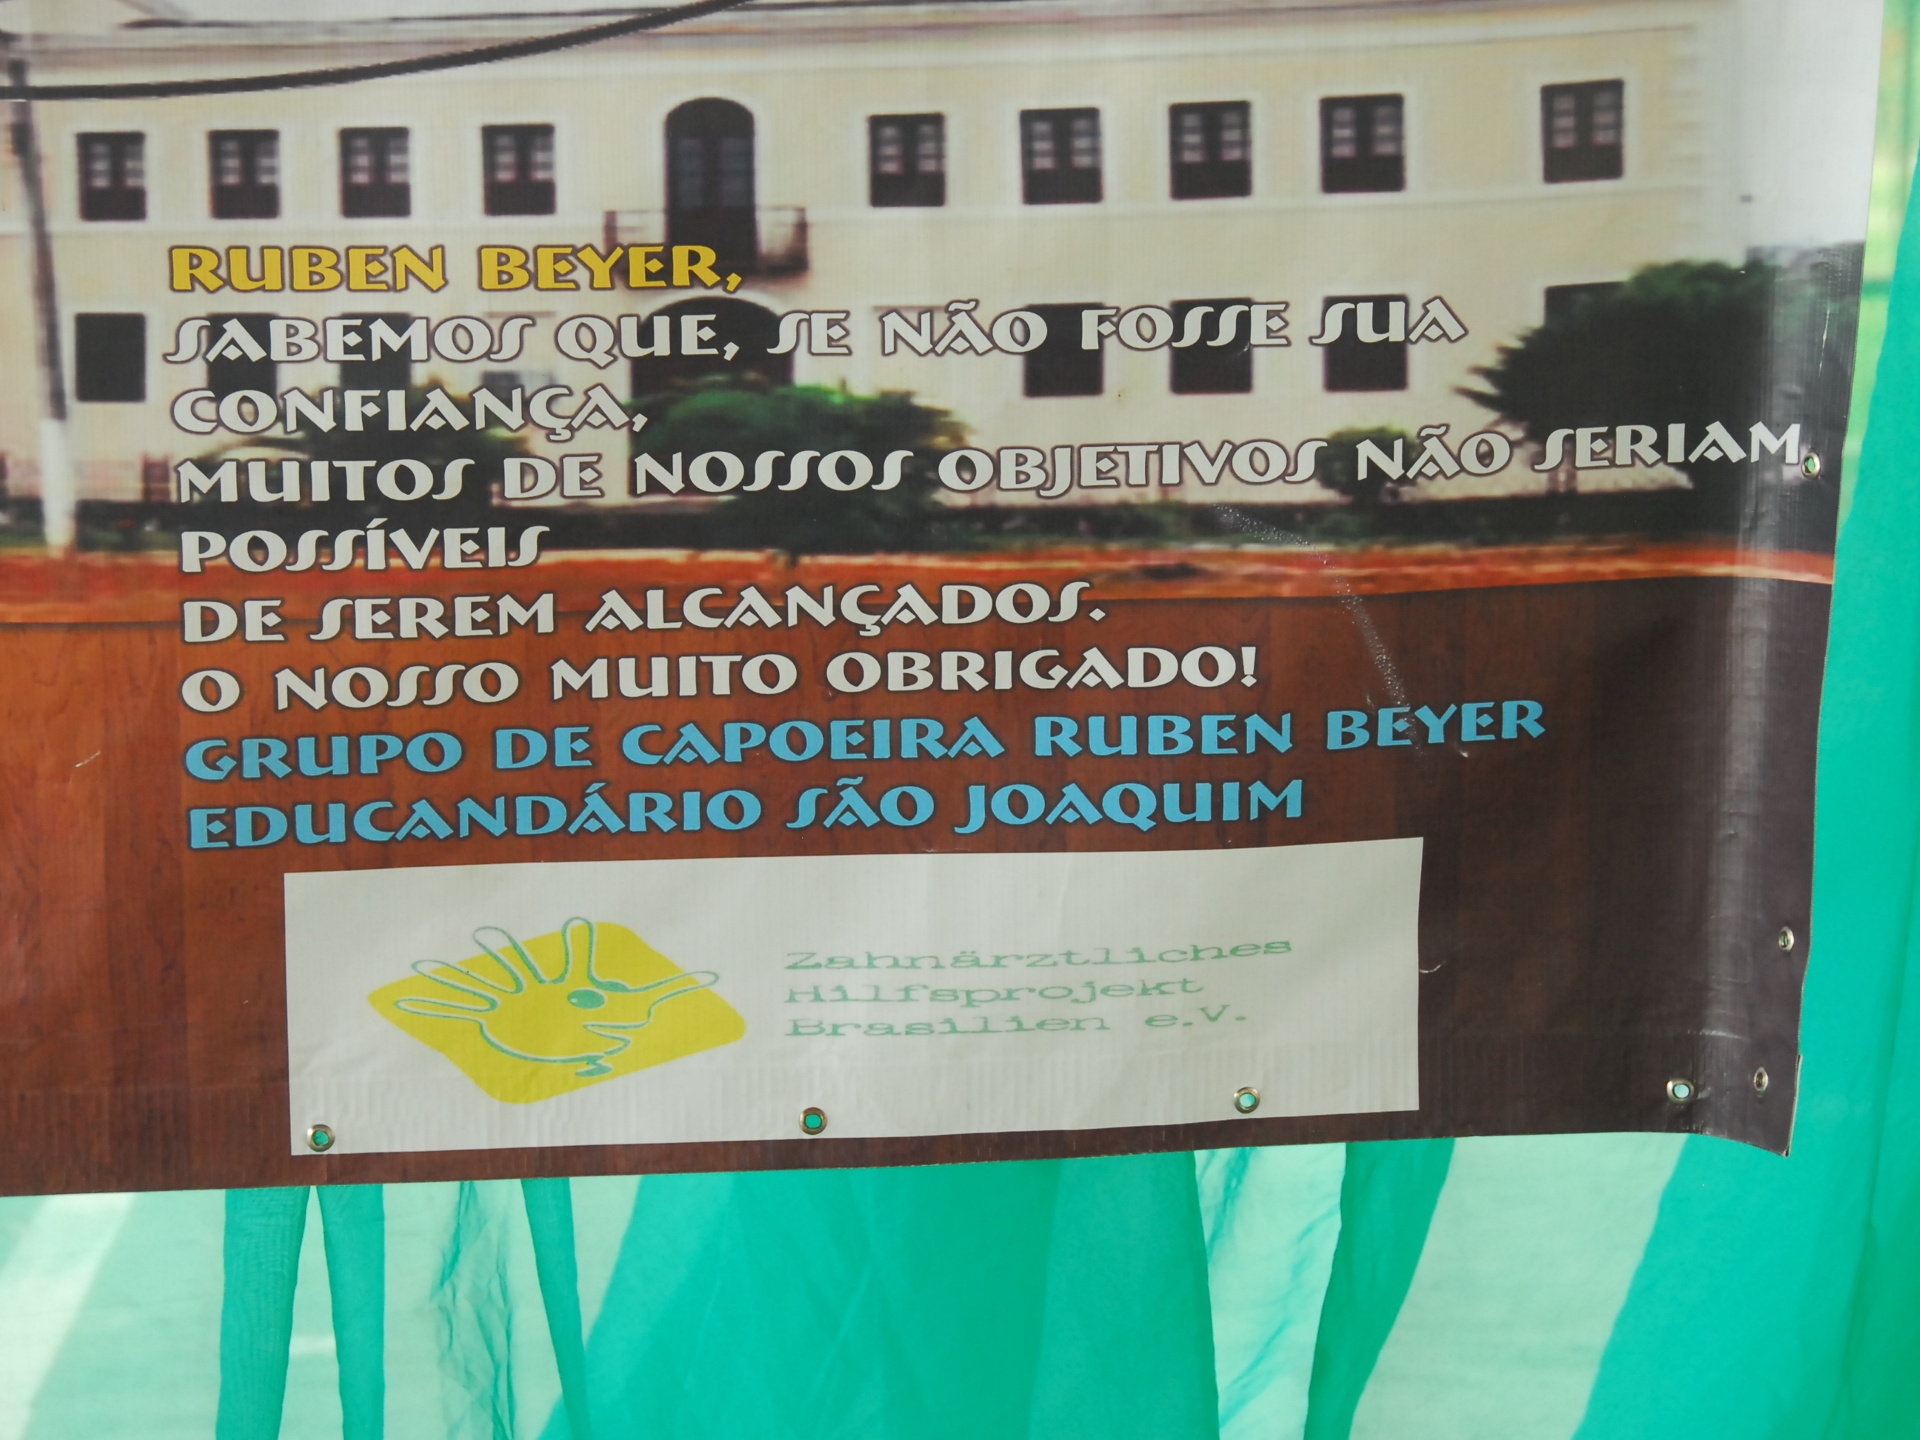 RUBEN BEYER,
SABEMOS QUE, SE NÃO FOSSE SUA
CONFIANÇA,
MUITOS DE NOSSOS OBJETIVOS NÃO SERIAM
POSSÍVEIS
DE SEREM ALCANÇADOS.
O NOSSO MUITO OBRIGADO!
GRUPO DE CAPOEIRA RUBEN BEYER
EDUCANDÁRIO SÃO JOAQUIM
Zahnärztliches
Hilfsprojekt
Brasilien e.V.